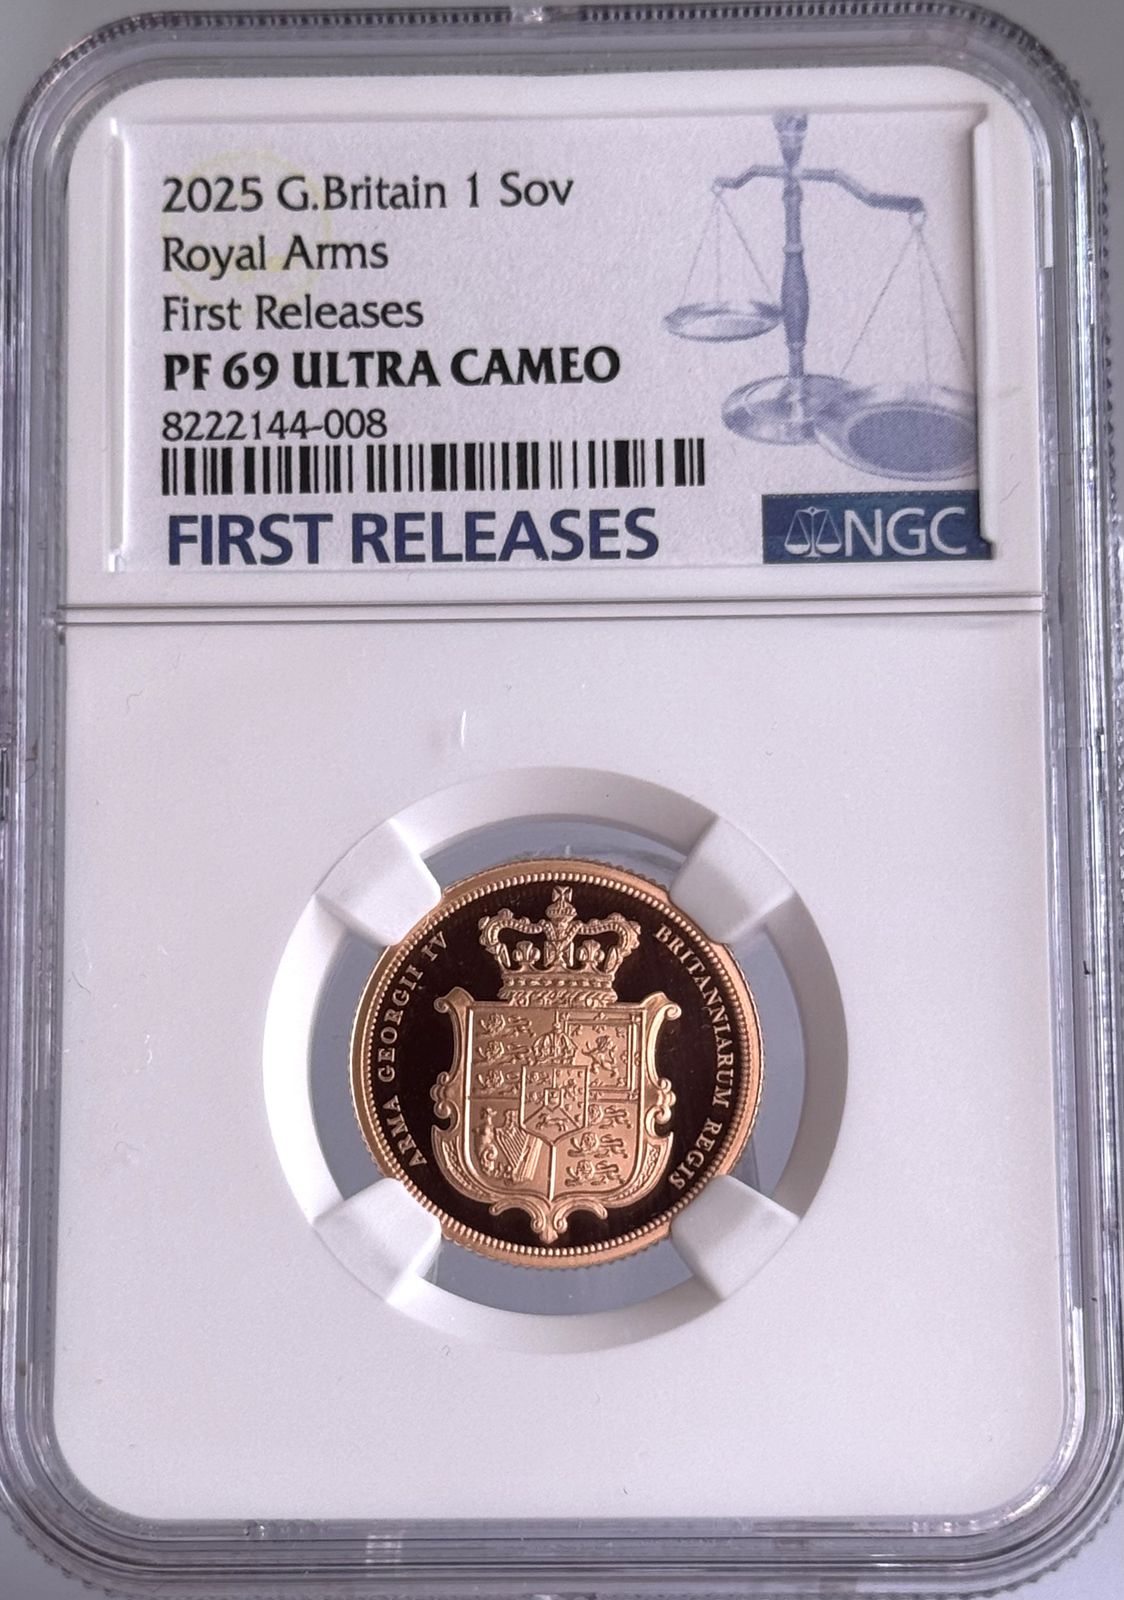 2025 G.Britain 1 Sov
Royal Arms
First Releases
PF 69 ULTRA CAMEO
8222144-008
FIRST RELEASES
NGC
ARMA GEORGII IV
BRITANNIARUM REGIS